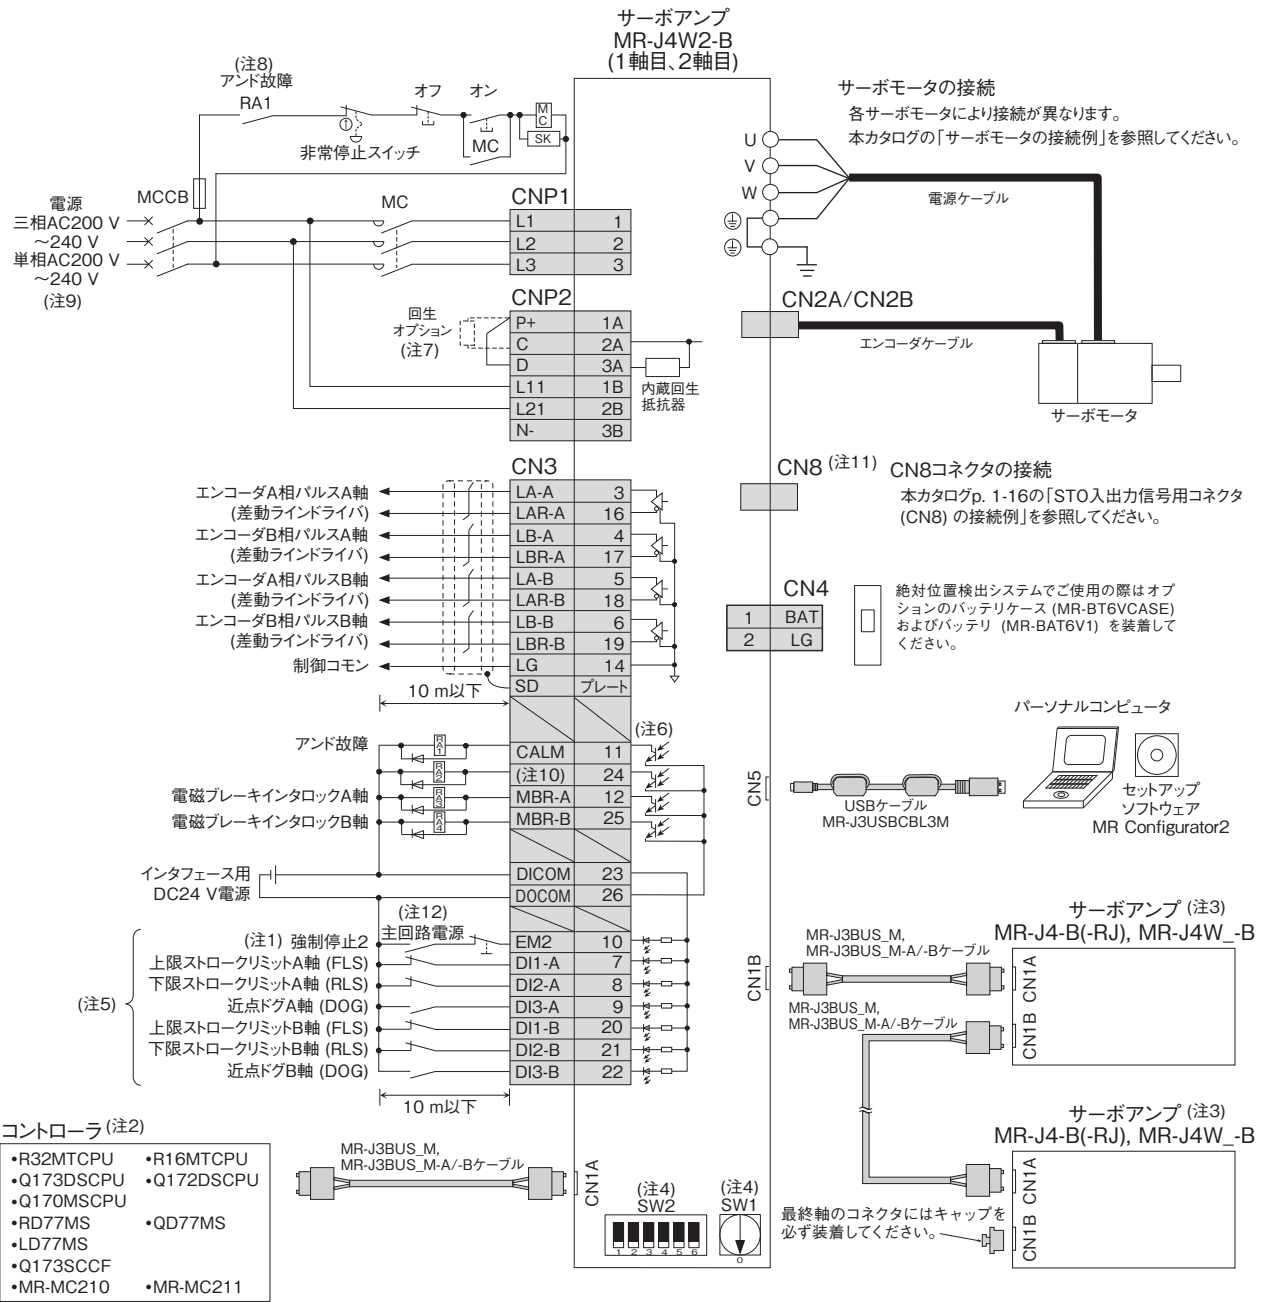 サーボアンプ
MR-J4W2-B
(1軸目、2軸目)
(注8)
アンド故障
RA1
オフ
オン
MC
SK
MC
非常停止スイッチ
サーボモータの接続
各サーボモータにより接続が異なります。
本カタログの「サーボモータの接続例」を参照してください。
U
V
W
電源ケーブル
電源
三相AC200 V
～240 V
単相AC200 V
～240 V
(注9)
MCCB
MC
CNP1
L1 1
L2 2
L3 3
CNP2
回生
オプション
(注7)
P+ 1A
C 2A
D 3A
L11 1B
L21 2B
N- 3B
内蔵回生
抵抗器
CN2A/CN2B
エンコーダケーブル
サーボモータ
CN3
エンコーダA相パルスA軸 LA-A 3
(差動ラインドライバ) LAR-A 16
エンコーダB相パルスA軸 LB-A 4
(差動ラインドライバ) LBR-A 17
エンコーダA相パルスB軸 LA-B 5
(差動ラインドライバ) LAR-B 18
エンコーダB相パルスB軸 LB-B 6
(差動ラインドライバ) LBR-B 19
制御コモン LG 14
SD プレート
10 m以下
CN8 (注11)
CN8コネクタの接続
本カタログp. 1-16の「STO入出力信号用コネクタ
(CN8) の接続例」を参照してください。
CN4
1 BAT
2 LG
絶対位置検出システムでご使用の際はオプ
ションのバッテリケース (MR-BT6VCASE)
およびバッテリ (MR-BAT6V1) を装着して
ください。
(注6)
アンド故障 RA1 CALM 11
RA2 (注10) 24
電磁ブレーキインタロックA軸 RA3 MBR-A 12
電磁ブレーキインタロックB軸 RA4 MBR-B 25
インタフェース用
DC24 V電源
DICOM 23
DOCOM 26
CN5
USBケーブル
MR-J3USBCBL3M
パーソナルコンピュータ
セットアップ
ソフトウェア
MR Configurator2
(注12)
主回路電源
(注5)
(注1) 強制停止2 EM2 10
上限ストロークリミットA軸 (FLS) DI1-A 7
下限ストロークリミットA軸 (RLS) DI2-A 8
近点ドグA軸 (DOG) DI3-A 9
上限ストロークリミットB軸 (FLS) DI1-B 20
下限ストロークリミットB軸 (RLS) DI2-B 21
近点ドグB軸 (DOG) DI3-B 22
10 m以下
CN1B
MR-J3BUS_M,
MR-J3BUS_M-A/-Bケーブル
サーボアンプ (注3)
MR-J4-B(-RJ), MR-J4W_-B
CN1A
CN1B
MR-J3BUS_M,
MR-J3BUS_M-A/-Bケーブル
サーボアンプ (注3)
MR-J4-B(-RJ), MR-J4W_-B
CN1A
CN1B
最終軸のコネクタにはキャップを
必ず装着してください。
コントローラ (注2)
•R32MTCPU •R16MTCPU
•Q173DSCPU •Q172DSCPU
•Q170MSCPU
•RD77MS •QD77MS
•LD77MS
•Q173SCCF
•MR-MC210 •MR-MC211
MR-J3BUS_M,
MR-J3BUS_M-A/-Bケーブル
CN1A
(注4)
SW2
1 2 3 4 5 6
(注4)
SW1
0